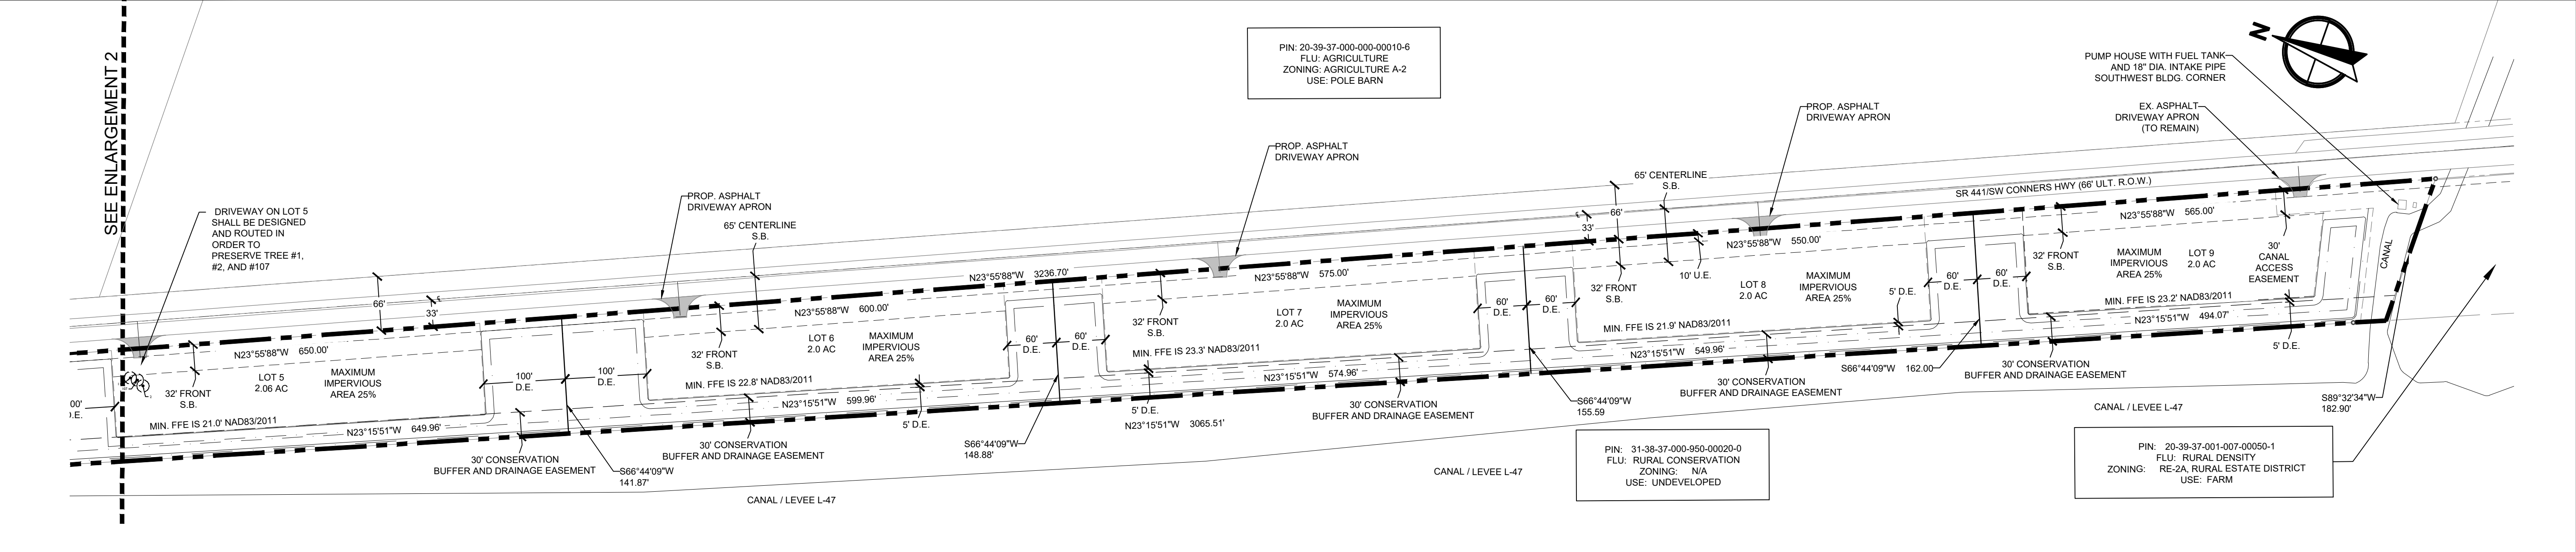 SEE ENLARGEMENT 2
DRIVEWAY ON LOT 5
SHALL BE DESIGNED
AND ROUTED IN
ORDER TO
PRESERVE TREE #1,
#2, AND #107
PIN: 20-39-37-000-000-00010-6
FLU: AGRICULTURE
ZONING: AGRICULTURE A-2
USE: POLE BARN
N
PUMP HOUSE WITH FUEL TANK
AND 18" DIA. INTAKE PIPE
SOUTHWEST BLDG. CORNER
EX. ASPHALT
DRIVEWAY APRON
(TO REMAIN)
PROP. ASPHALT
DRIVEWAY APRON
PROP. ASPHALT
DRIVEWAY APRON
PROP. ASPHALT
DRIVEWAY APRON
65' CENTERLINE
S.B.
65' CENTERLINE
S.B.
SR 441/SW CONNERS HWY (66' ULT. R.O.W.)
66'
33'
66'
33'
N23°55'88"W 3236.70'
N23°55'88"W 650.00'
LOT 5
2.06 AC
MAXIMUM
IMPERVIOUS
AREA 25%
32' FRONT
S.B.
00'
D.E.
MIN. FFE IS 21.0' NAD83/2011
N23°15'51"W 649.96'
100'
D.E.
100'
D.E.
30' CONSERVATION
BUFFER AND DRAINAGE EASEMENT
S66°44'09"W
141.87'
N23°55'88"W 600.00'
32' FRONT
S.B.
LOT 6
2.0 AC
MAXIMUM
IMPERVIOUS
AREA 25%
MIN. FFE IS 22.8' NAD83/2011
N23°15'51"W 599.96'
30' CONSERVATION
BUFFER AND DRAINAGE EASEMENT
5' D.E.
60'
D.E.
60'
D.E.
S66°44'09"W
148.88'
N23°55'88"W 575.00'
32' FRONT
S.B.
LOT 7
2.0 AC
MAXIMUM
IMPERVIOUS
AREA 25%
MIN. FFE IS 23.3' NAD83/2011
N23°15'51"W 574.96'
5' D.E.
N23°15'51"W 3065.51'
30' CONSERVATION
BUFFER AND DRAINAGE EASEMENT
60'
D.E.
60'
D.E.
S66°44'09"W
155.59
N23°55'88"W 550.00'
32' FRONT
S.B.
10' U.E.
LOT 8
2.0 AC
MAXIMUM
IMPERVIOUS
AREA 25%
5' D.E.
MIN. FFE IS 21.9' NAD83/2011
N23°15'51"W 549.96'
30' CONSERVATION
BUFFER AND DRAINAGE EASEMENT
60'
D.E.
60'
D.E.
S66°44'09"W 162.00
N23°55'88"W 565.00'
32' FRONT
S.B.
MAXIMUM
IMPERVIOUS
AREA 25%
LOT 9
2.0 AC
30'
CANAL
ACCESS
EASEMENT
MIN. FFE IS 23.2' NAD83/2011
N23°15'51"W 494.07'
30' CONSERVATION
BUFFER AND DRAINAGE EASEMENT
5' D.E.
CANAL
S89°32'34"W
182.90'
CANAL / LEVEE L-47
CANAL / LEVEE L-47
CANAL / LEVEE L-47
PIN: 31-38-37-000-950-00020-0
FLU: RURAL CONSERVATION
ZONING: N/A
USE: UNDEVELOPED
PIN: 20-39-37-001-007-00050-1
FLU: RURAL DENSITY
ZONING: RE-2A, RURAL ESTATE DISTRICT
USE: FARM